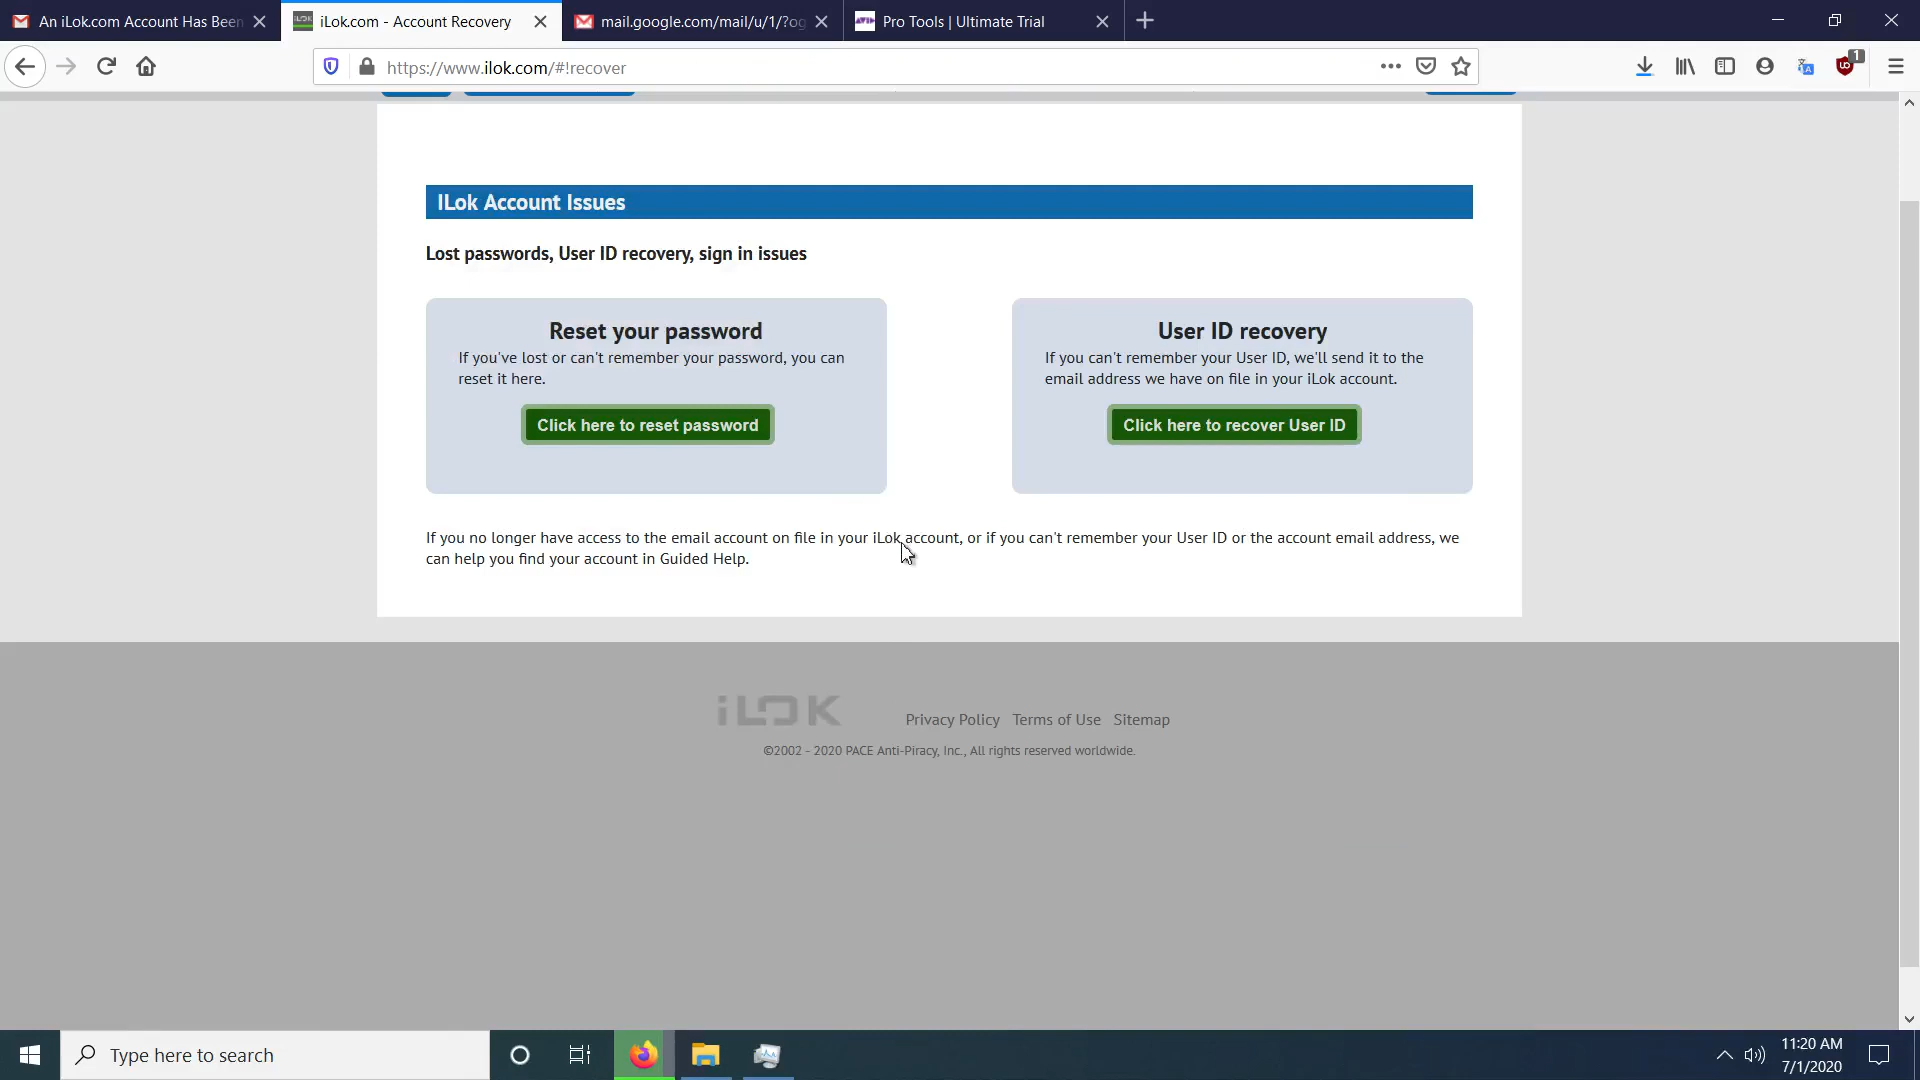 An iLok.com Account Has Been
iLok.com - Account Recovery
mail.google.com/mail/u/1/?og
AVID
Pro Tools | Ultimate Trial
https://www.ilok.com/#!recover
1
ILok Account Issues
Lost passwords, User ID recovery, sign in issues
Reset your password
If you've lost or can't remember your password, you can
reset it here.
Click here to reset password
User ID recovery
If you can't remember your User ID, we'll send it to the
email address we have on file in your iLok account.
Click here to recover User ID
If you no longer have access to the email account on file in your iLok account, or if you can't remember your User ID or the account email address, we
can help you find your account in Guided Help.
iLOK
Privacy Policy Terms of Use Sitemap
©2002 - 2020 PACE Anti-Piracy, Inc., All rights reserved worldwide.
Type here to search
11:20 AM
7/1/2020